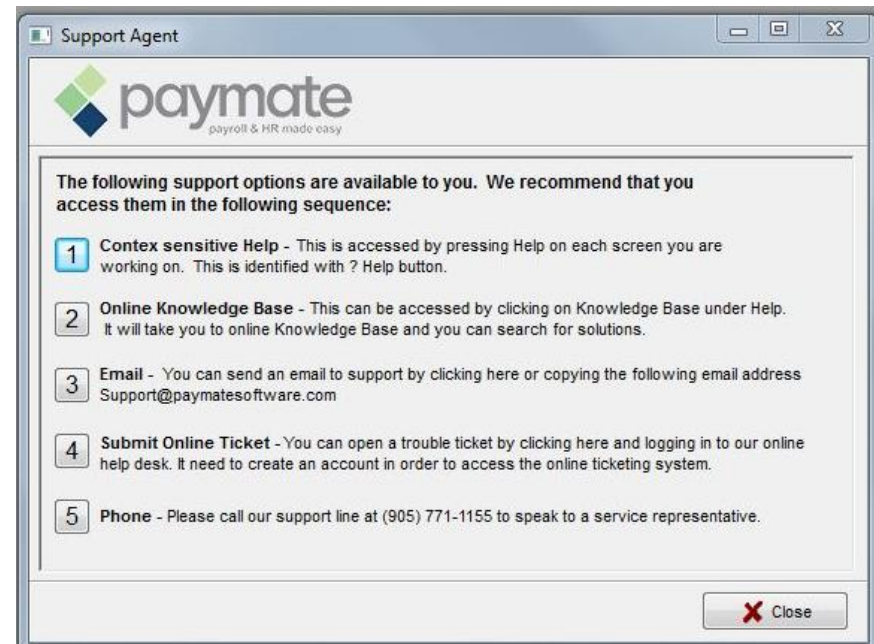 Support Agent
paymate
payroll & HR made easy
The following support options are available to you. We recommend that you
access them in the following sequence:
1 Contex sensitive Help - This is accessed by pressing Help on each screen you are
working on. This is identified with ? Help button.
2 Online Knowledge Base - This can be accessed by clicking on Knowledge Base under Help.
It will take you to online Knowledge Base and you can search for solutions.
3 Email - You can send an email to support by clicking here or copying the following email address
Support@paymatesoftware.com
4 Submit Online Ticket - You can open a trouble ticket by clicking here and logging in to our online
help desk. It need to create an account in order to access the online ticketing system.
5 Phone - Please call our support line at (905) 771-1155 to speak to a service representative.
Close